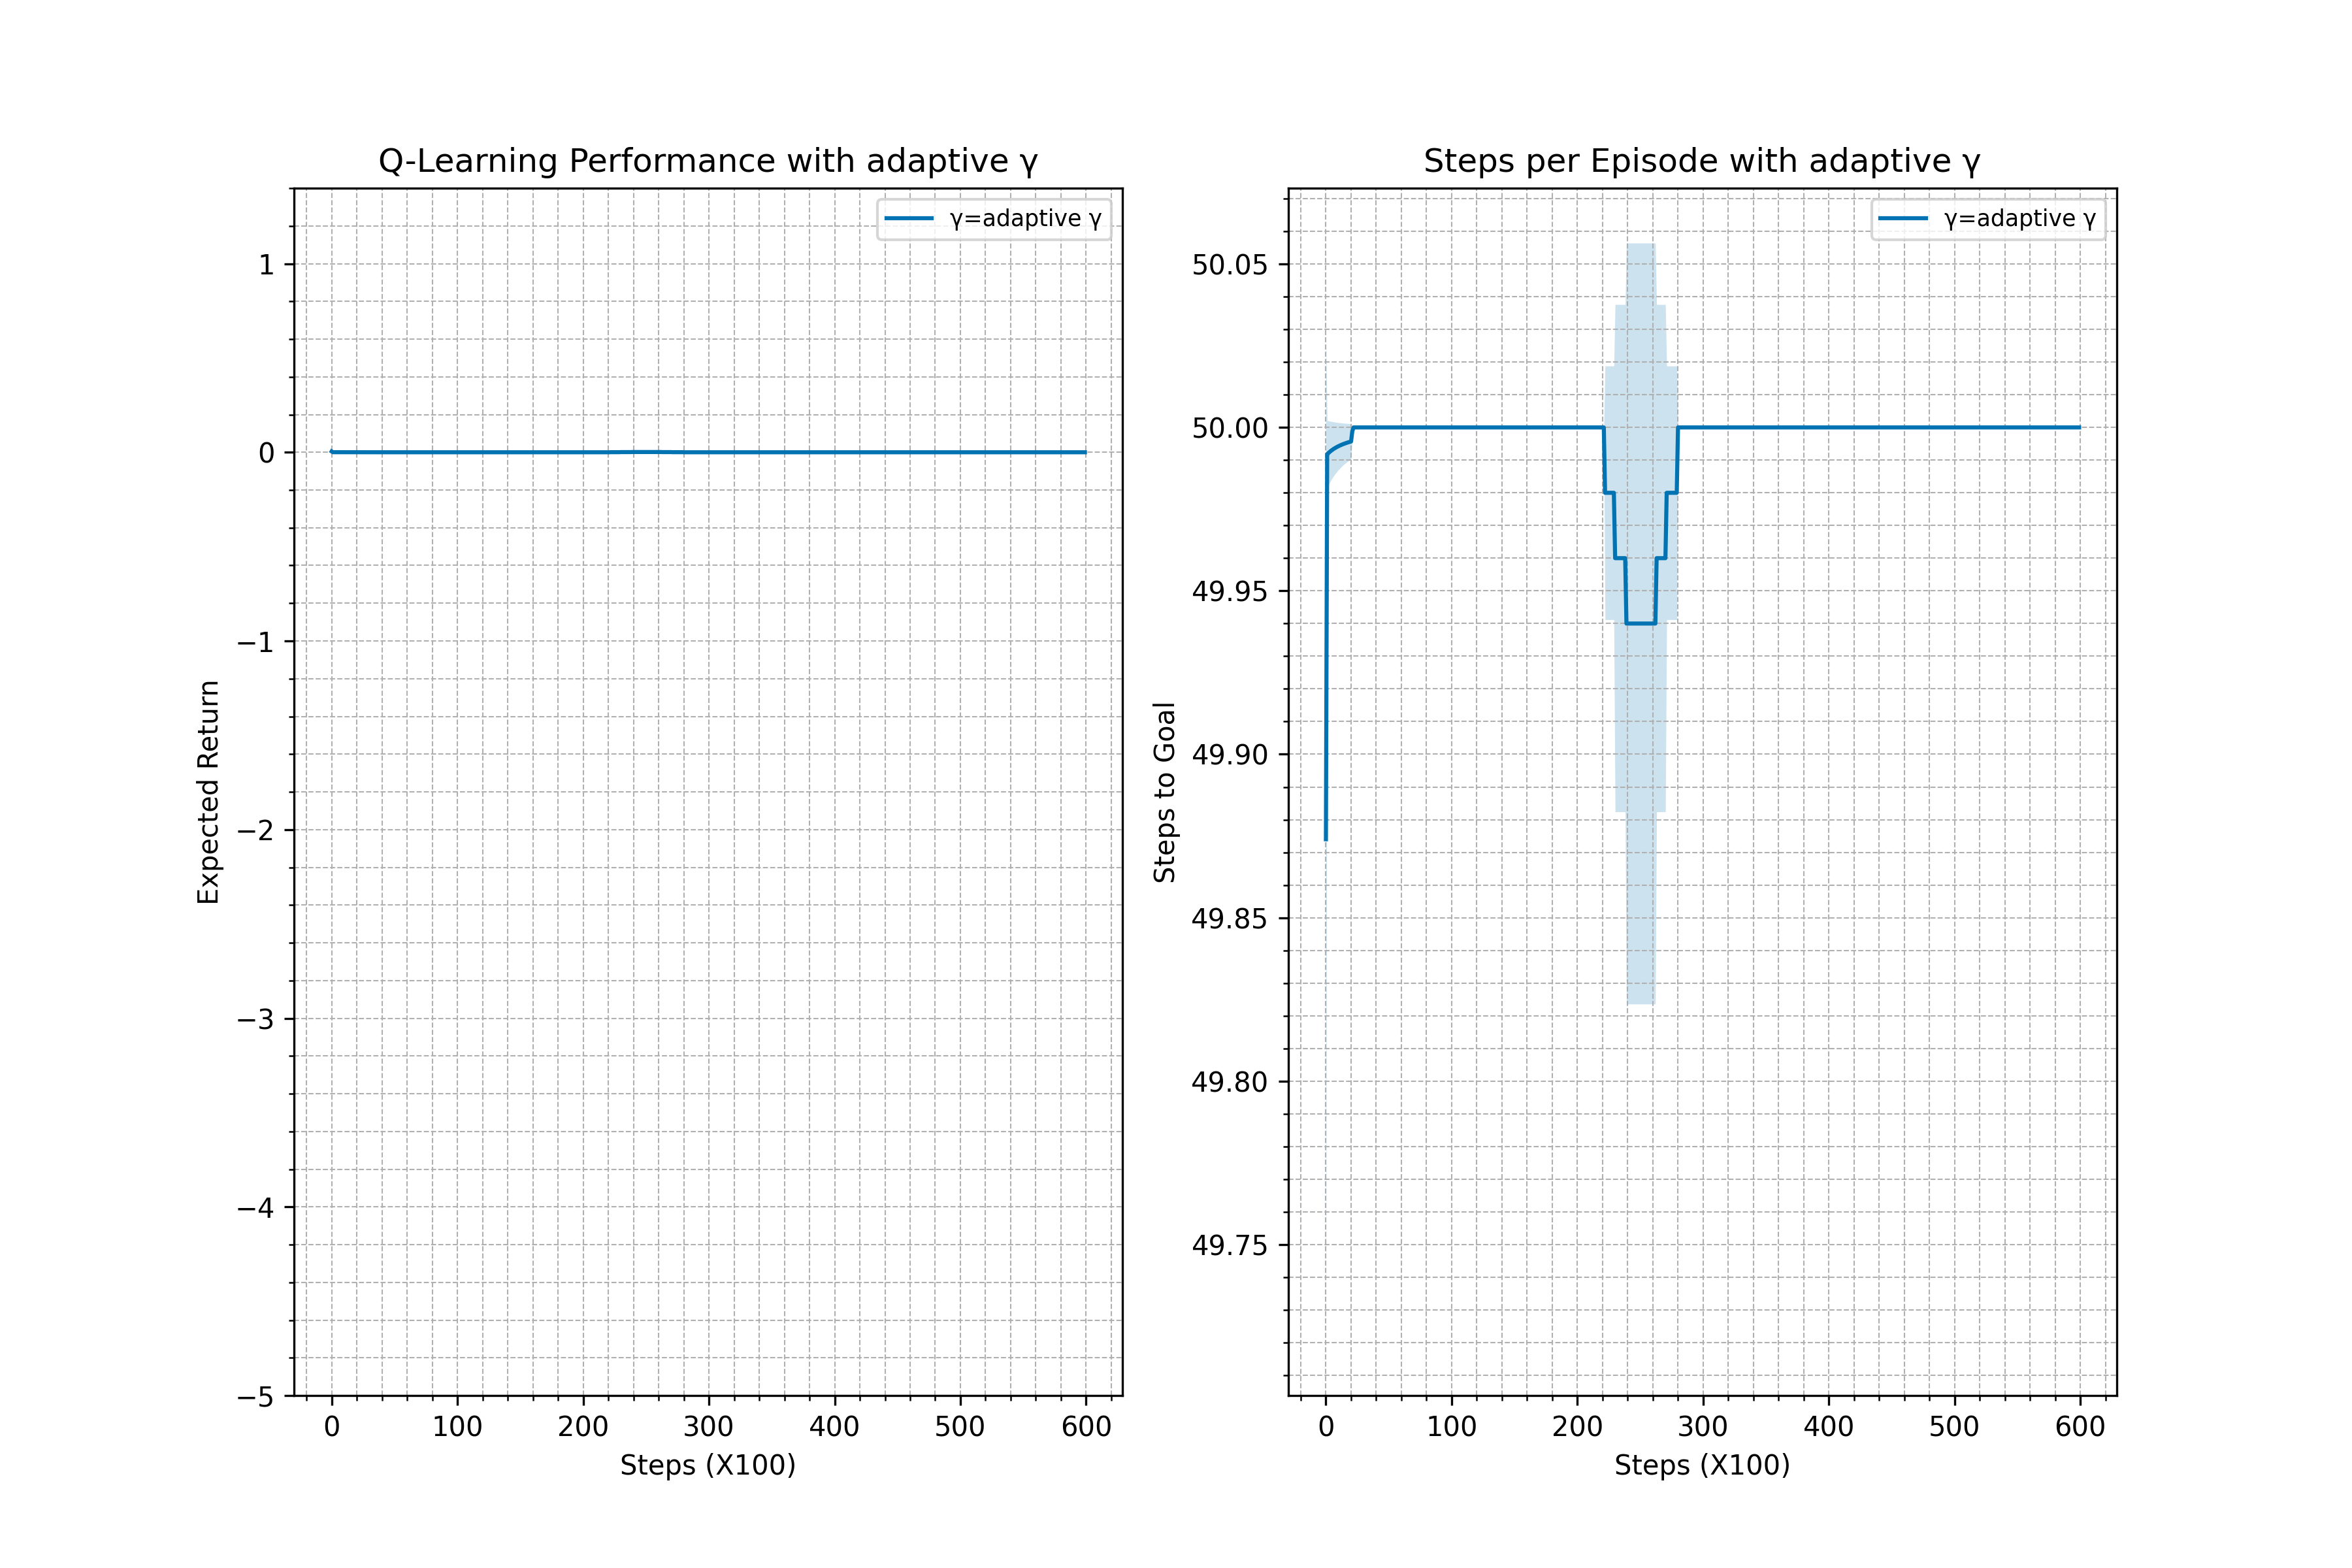 Q-Learning Performance with adaptive γ
γ=adaptive γ
Expected Return
1
0
−1
−2
−3
−4
−5
0 100 200 300 400 500 600
Steps (X100)
Steps per Episode with adaptive γ
γ=adaptive γ
Steps to Goal
50.05
50.00
49.95
49.90
49.85
49.80
49.75
0 100 200 300 400 500 600
Steps (X100)